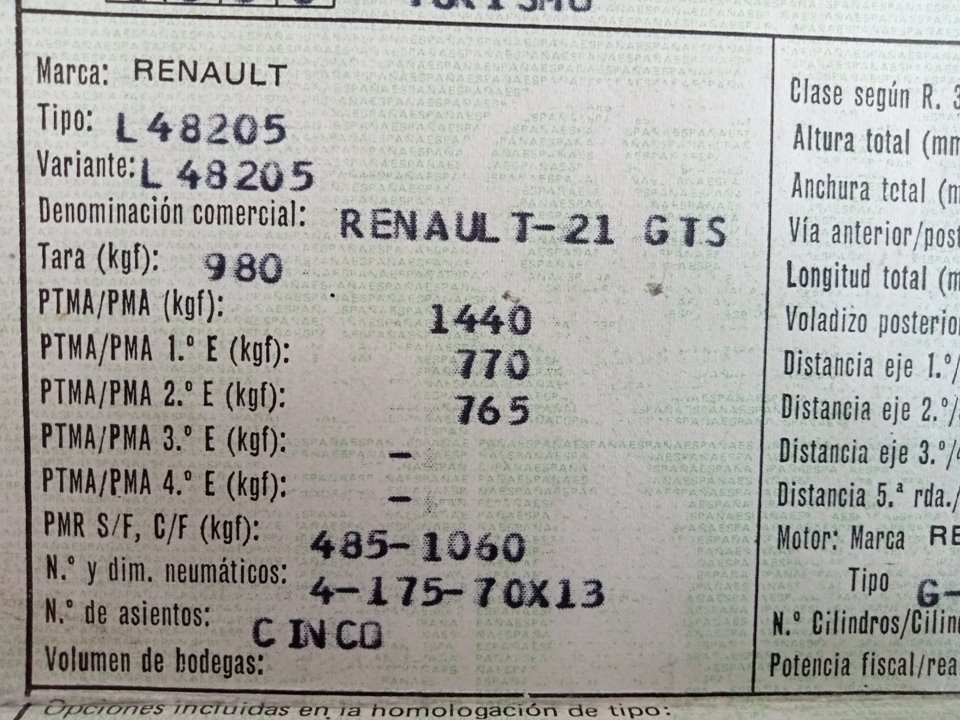 Marca: RENAULT
Tipo: L 48205
Variante: L 48205
Denominación comercial: RENAULT-21 GTS
Tara (kgf): 980
PTMA/PMA (kgf): 1440
PTMA/PMA 1.º E (kgf): 770
PTMA/PMA 2.º E (kgf): 765
PTMA/PMA 3.º E (kgf): -
PTMA/PMA 4.º E (kgf): -
PMR S/F, C/F (kgf): 485-1060
N.º y dim. neumáticos: 4-175-70X13
N.º de asientos: CINCO
Volumen de bodegas:
Clase según R.
Altura total (mm
Anchura total (m
Vía anterior/post
Longitud total (m
Voladizo posterior
Distancia eje 1.º/
Distancia eje 2.º/
Distancia eje 3.º/4
Distancia 5.ª rda./
Motor: Marca RE
Tipo G-
N.º Cilindros/Cilin
Potencia fiscal/rea
Opciones incluidas en la homologación de tipo: